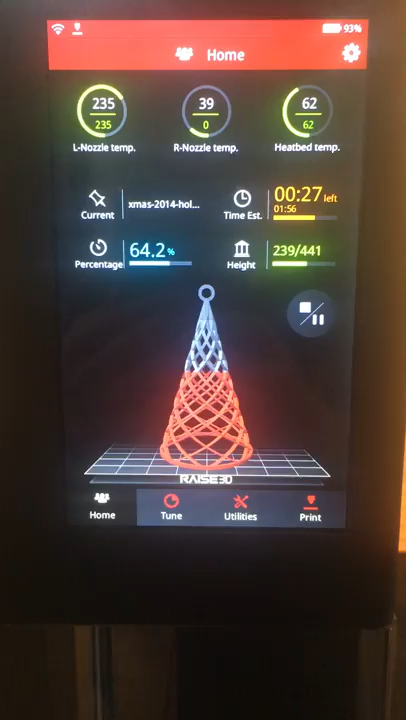 93%
Home
235
235
L-Nozzle temp.
39
0
R-Nozzle temp.
62
62
Heatbed temp.
Current
xmas-2014-hol...
Time Est.
00:27 left
01:56
Percentage
64.2%
Height
239/441
RAISE3D
Home
Tune
Utilities
Print